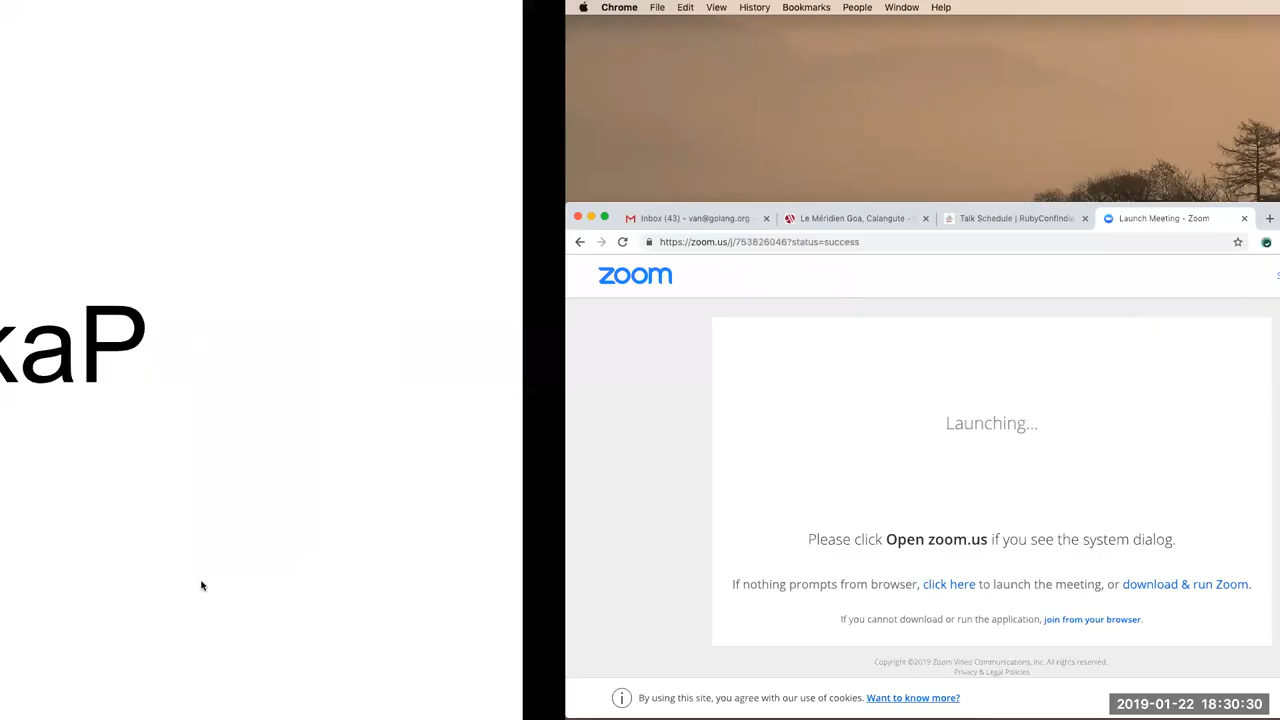 kaP
Chrome File Edit View History Bookmarks People Window Help
Inbox (43) - van@golang.org
Le Méridien Goa, Calangute -
Talk Schedule | RubyConfIndia
Launch Meeting - Zoom
https://zoom.us/j/753826046?status=success
zoom
Launching...
Please click Open zoom.us if you see the system dialog.
If nothing prompts from browser, click here to launch the meeting, or download & run Zoom.
If you cannot download or run the application, join from your browser.
Copyright ©2019 Zoom Video Communications, Inc. All rights reserved.
Privacy & Legal Policies
By using this site, you agree with our use of cookies. Want to know more?
2019-01-22 18:30:30